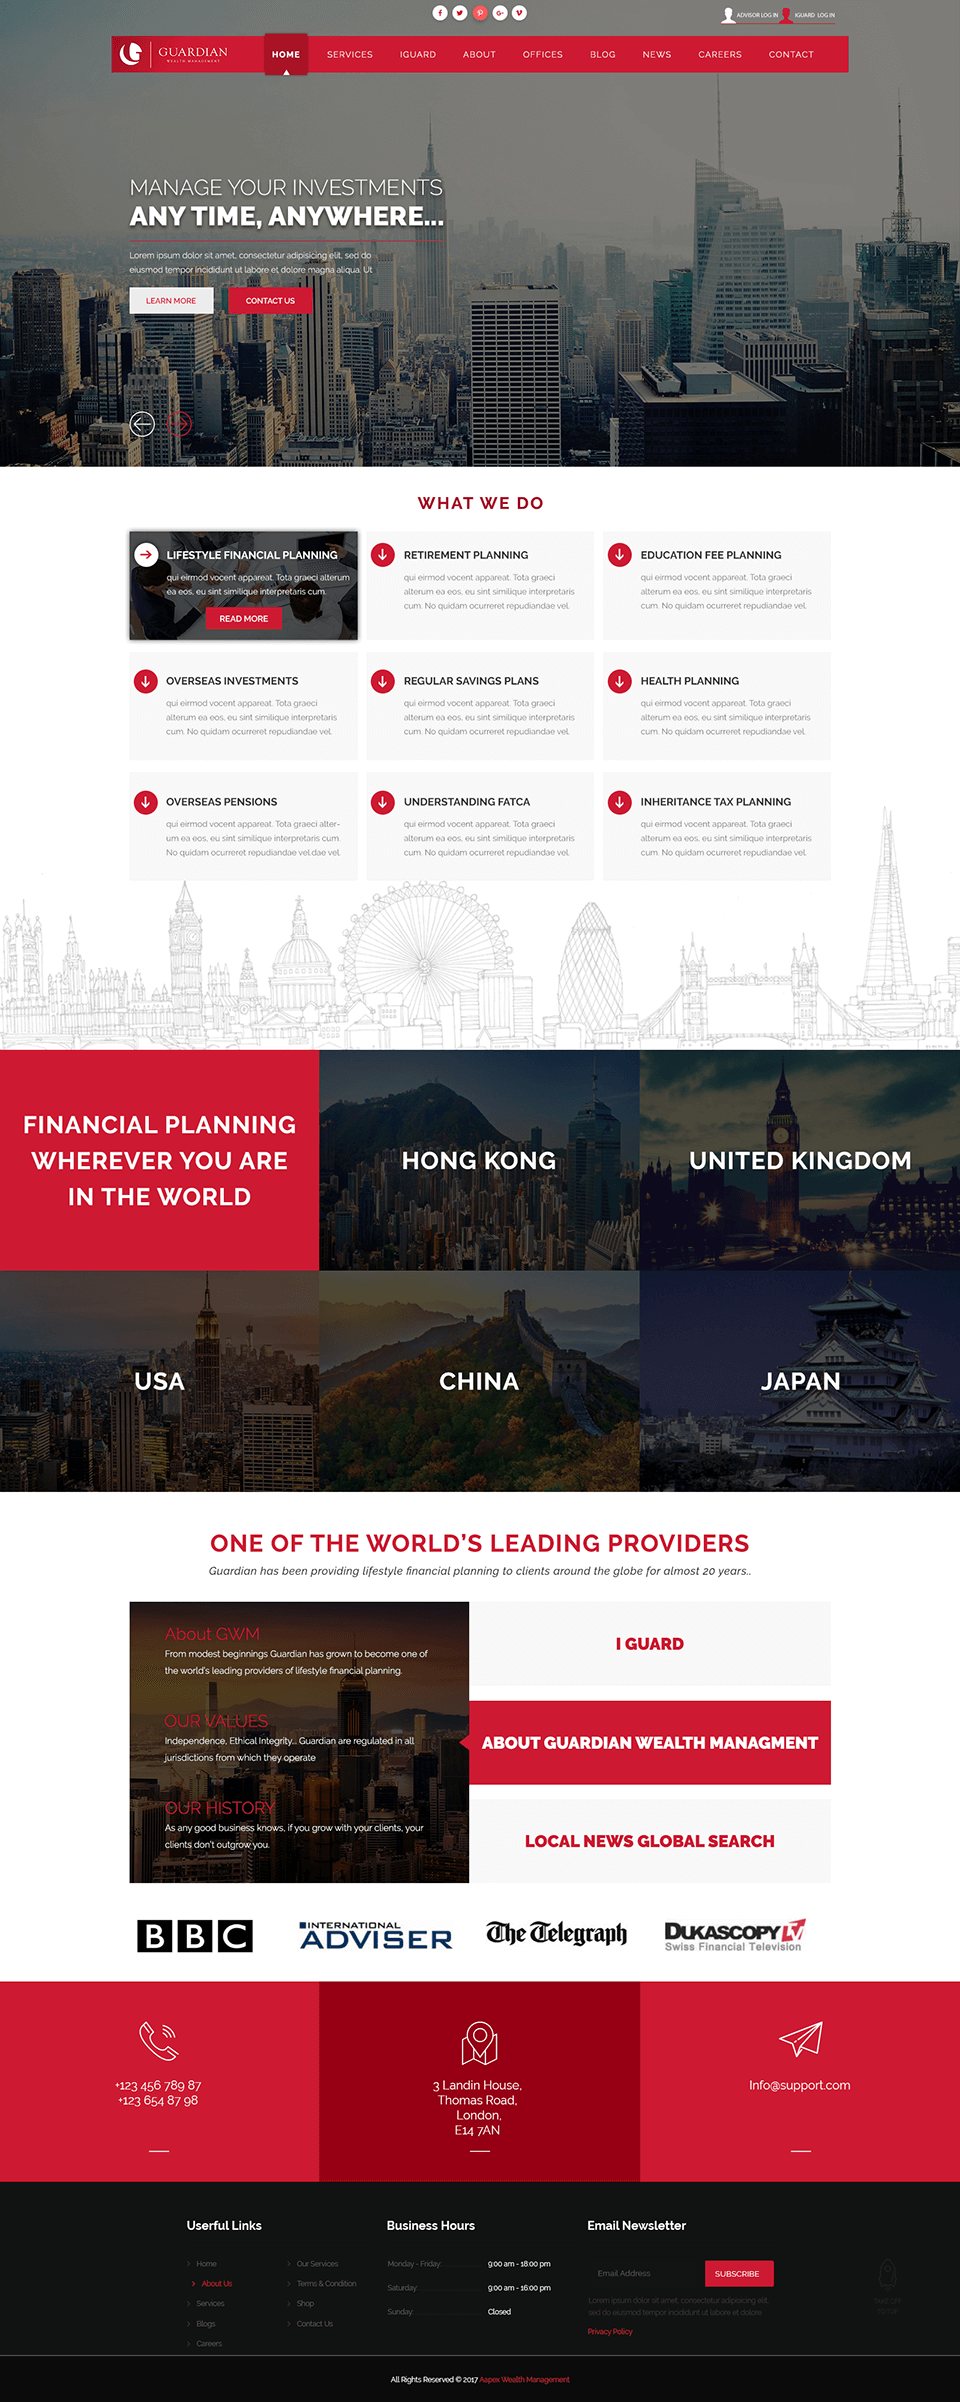 ADVISOR LOG IN
IGUARD LOG IN
GUARDIAN
WEALTH MANAGEMENT
HOME
SERVICES
IGUARD
ABOUT
OFFICES
BLOG
NEWS
CAREERS
CONTACT
MANAGE YOUR INVESTMENTS
ANY TIME, ANYWHERE...
Lorem ipsum dolor sit amet, consectetur adipisicing elit, sed do
eiusmod tempor incididunt ut labore et dolore magna aliqua. Ut
LEARN MORE
CONTACT US
WHAT WE DO
LIFESTYLE FINANCIAL PLANNING
qui eirmod vocent appareat. Tota graeci alterum
ea eos, eu sint similique interpretaris cum.
READ MORE
RETIREMENT PLANNING
qui eirmod vocent appareat. Tota graeci
alterum ea eos, eu sint similique interpretaris
cum. No quidam ocurreret repudiandae vel.
EDUCATION FEE PLANNING
qui eirmod vocent appareat. Tota graeci
alterum ea eos, eu sint similique interpretaris
cum. No quidam ocurreret repudiandae vel.
OVERSEAS INVESTMENTS
qui eirmod vocent appareat. Tota graeci
alterum ea eos, eu sint similique interpretaris
cum. No quidam ocurreret repudiandae vel.
REGULAR SAVINGS PLANS
qui eirmod vocent appareat. Tota graeci
alterum ea eos, eu sint similique interpretaris
cum. No quidam ocurreret repudiandae vel.
HEALTH PLANNING
qui eirmod vocent appareat. Tota graeci
alterum ea eos, eu sint similique interpretaris
cum. No quidam ocurreret repudiandae vel.
OVERSEAS PENSIONS
qui eirmod vocent appareat. Tota graeci alter-
um ea eos, eu sint similique interpretaris cum.
No quidam ocurreret repudiandae vel dae vel.
UNDERSTANDING FATCA
qui eirmod vocent appareat. Tota graeci
alterum ea eos, eu sint similique interpretaris
cum. No quidam ocurreret repudiandae vel.
INHERITANCE TAX PLANNING
qui eirmod vocent appareat. Tota graeci
alterum ea eos, eu sint similique interpretaris
cum. No quidam ocurreret repudiandae vel.
FINANCIAL PLANNING
WHEREVER YOU ARE
IN THE WORLD
HONG KONG
UNITED KINGDOM
USA
CHINA
JAPAN
ONE OF THE WORLD'S LEADING PROVIDERS
Guardian has been providing lifestyle financial planning to clients around the globe for almost 20 years..
About GWM
From modest beginnings Guardian has grown to become one of
the world's leading providers of lifestyle financial planning.
OUR VALUES
Independence, Ethical Integrity... Guardian are regulated in all
jurisdictions from which they operate
OUR HISTORY
As any good business knows, if you grow with your clients, your
clients don't outgrow you.
I GUARD
ABOUT GUARDIAN WEALTH MANAGMENT
LOCAL NEWS GLOBAL SEARCH
BBC
INTERNATIONAL
ADVISER
The Telegraph
DUKASCOPY TV
Swiss Financial Television
+123 456 789 87
+123 654 87 98
3 Landin House,
Thomas Road,
London,
E14 7AN
Info@support.com
Userful Links
Home
About Us
Services
Blogs
Careers
Our Services
Terms & Condition
Shop
Contact Us
Business Hours
Monday - Friday: 9:00 am - 18:00 pm
Saturday: 9:00 am - 16:00 pm
Sunday: Closed
Email Newsletter
Email Address
SUBSCRIBE
Lorem ipsum dolor sit amet, consectetur adipisicing elit,
sed do eiusmod tempor incididunt ut labore et dolore
Privacy Policy
TAKE OFF
TO TOP
All Rights Reserved © 2017 Aapex Wealth Management